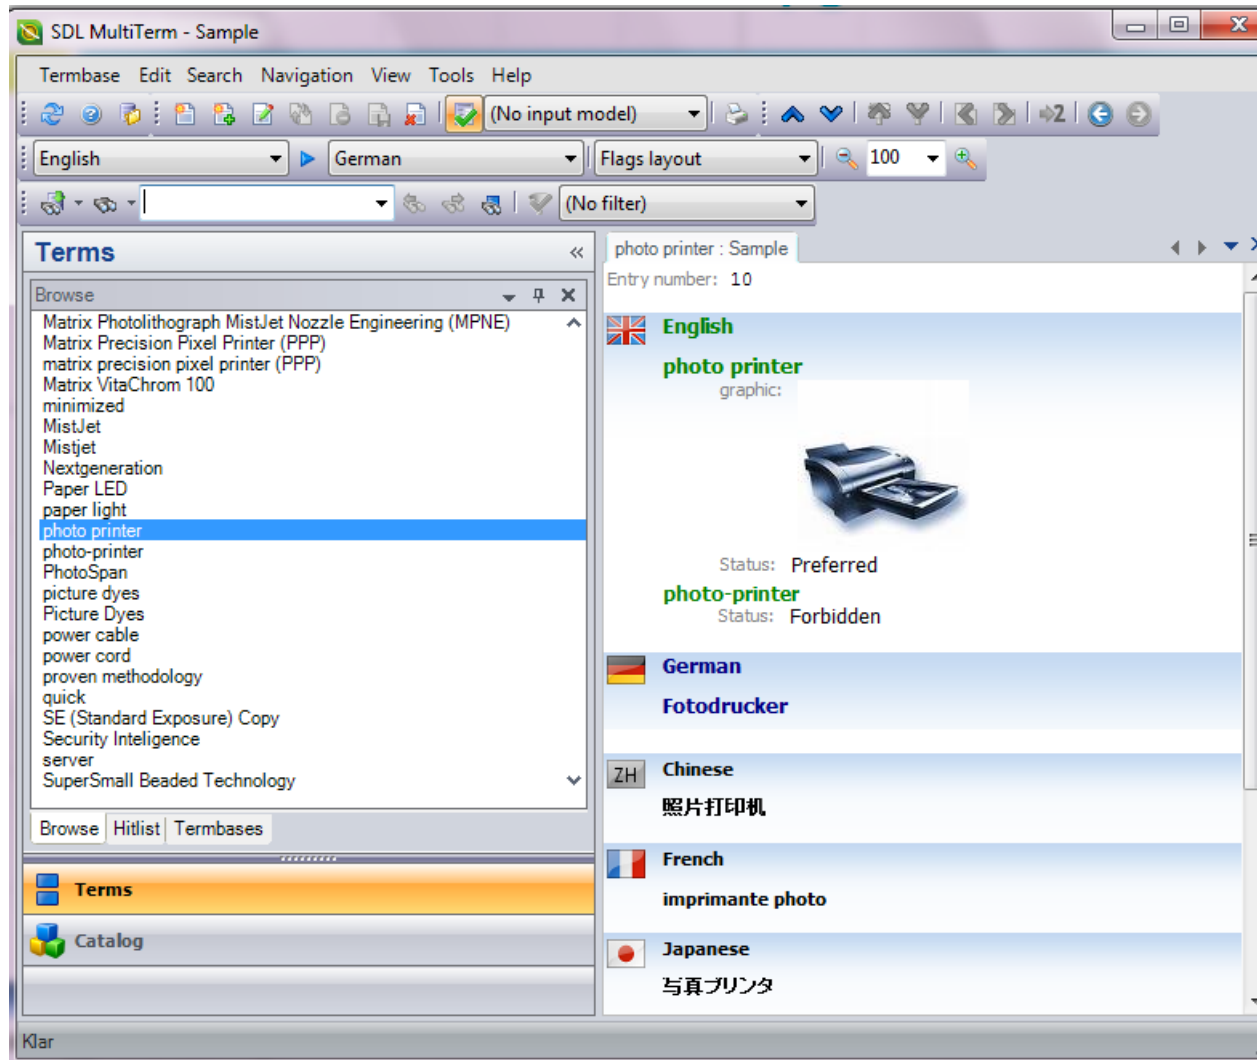 SDL MultiTerm - Sample
Termbase Edit Search Navigation View Tools Help
(No input model)
2
English German Flags layout 100
(No filter)
Terms
Browse
Matrix Photolithograph MistJet Nozzle Engineering (MPNE)
Matrix Precision Pixel Printer (PPP)
matrix precision pixel printer (PPP)
Matrix VitaChrom 100
minimized
MistJet
Mistjet
Nextgeneration
Paper LED
paper light
photo printer
photo-printer
PhotoSpan
picture dyes
Picture Dyes
power cable
power cord
proven methodology
quick
SE (Standard Exposure) Copy
Security Inteligence
server
SuperSmall Beaded Technology
Browse Hitlist Termbases
Terms
Catalog
photo printer : Sample
Entry number: 10
English
photo printer
graphic:
Status: Preferred
photo-printer
Status: Forbidden
German
Fotodrucker
ZH Chinese
照片打印机
French
imprimante photo
Japanese
写真プリンタ
Klar